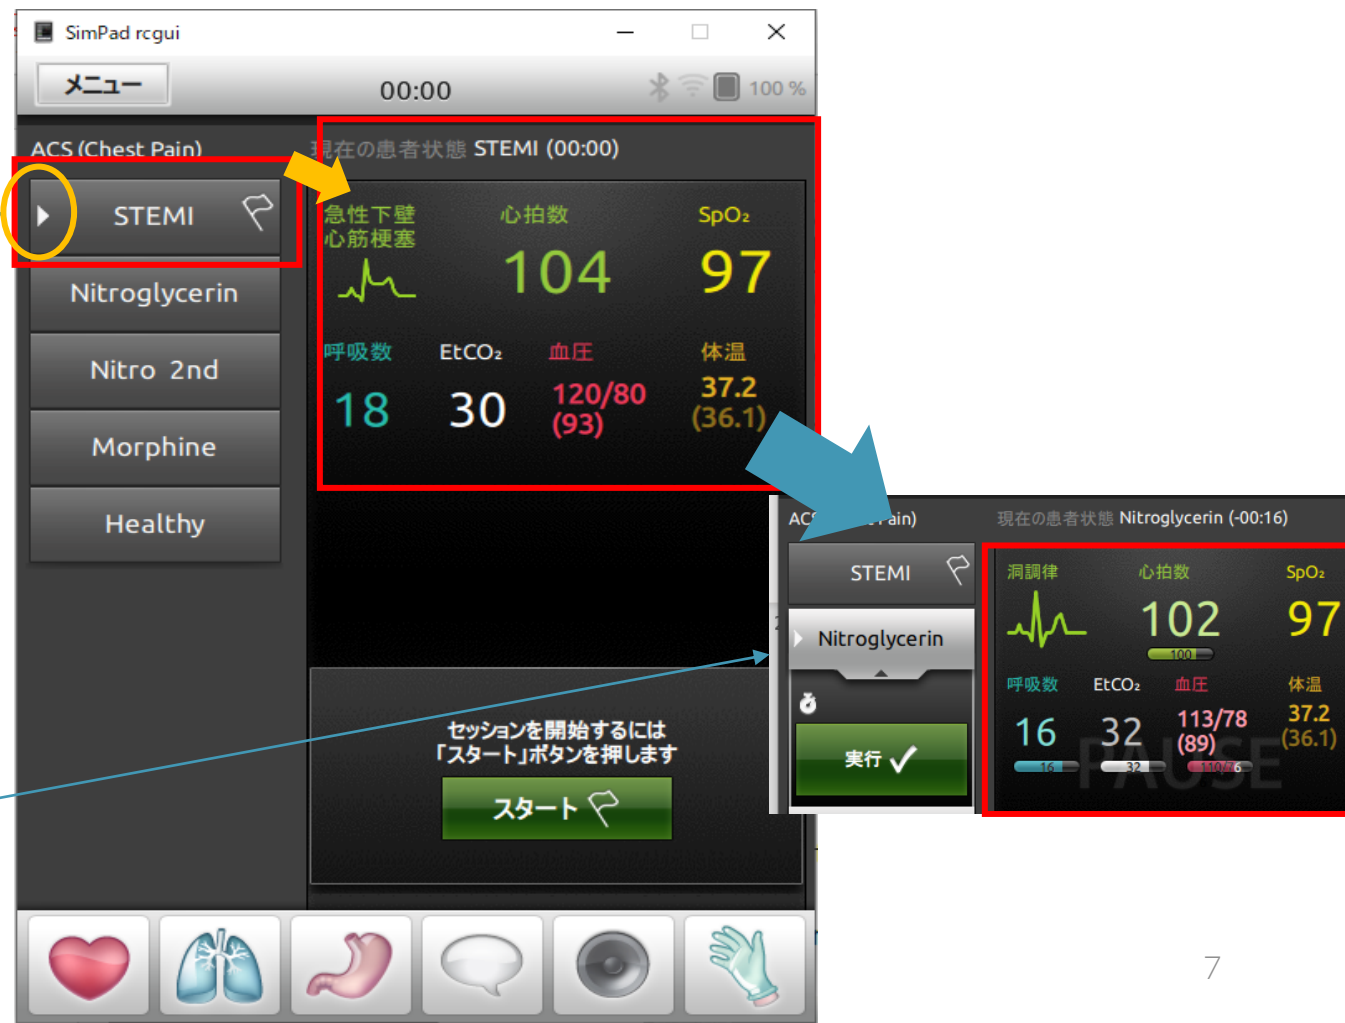 SimPad rcgui
メニュー
00:00
100 %
ACS (Chest Pain)
現在の患者状態 STEMI (00:00)
STEMI
Nitroglycerin
Nitro 2nd
Morphine
Healthy
急性下壁
心筋梗塞
心拍数
SpO₂
104
97
呼吸数
EtCO₂
血圧
体温
18
30
120/80
(93)
37.2
(36.1)
セッションを開始するには
「スタート」ボタンを押します
スタート
現在の患者状態 Nitroglycerin (-00:16)
STEMI
Nitroglycerin
実行
洞調律
心拍数
SpO₂
102
97
100
呼吸数
EtCO₂
血圧
体温
16
32
113/78
(89)
37.2
(36.1)
16
32
110/76
PAUSE
7